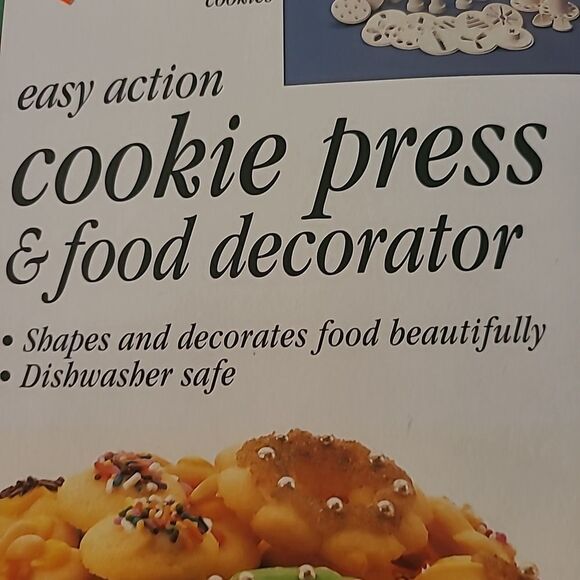 cookies
easy action
cookie press
& food decorator
• Shapes and decorates food beautifully
• Dishwasher safe